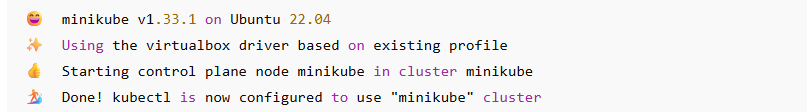 😄 minikube v1.33.1 on Ubuntu 22.04
✨ Using the virtualbox driver based on existing profile
👍 Starting control plane node minikube in cluster minikube
🏄 Done! kubectl is now configured to use "minikube" cluster